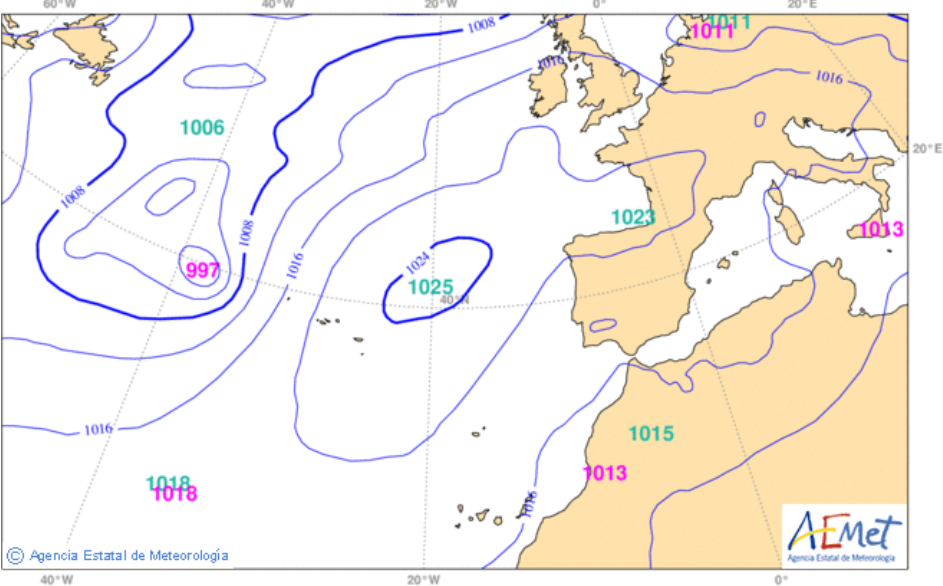 60°W 40°W 20°W 0° 20°E
1011
1008
1011
1016
1016
1006
20°E
1008
1023
1013
1008
1024
1016
997
1025
40°N
1016
1015
1013
1018
1018
1016
AEMet
Agencia Estatal de Meteorología
© Agencia Estatal de Meteorología
40°W 20°W 0°